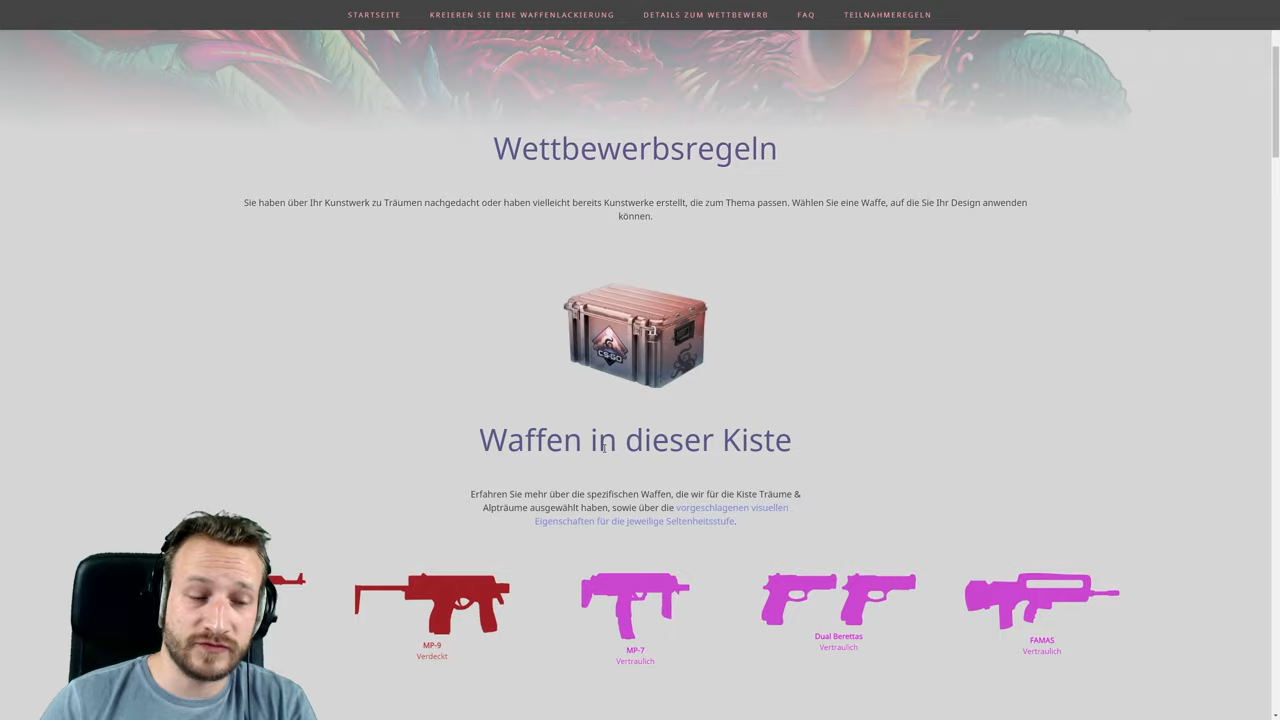 STARTSEITE KREIEREN SIE EINE WAFFENLACKIERUNG DETAILS ZUM WETTBEWERB FAQ TEILNAHMEREGELN
Wettbewerbsregeln
Sie haben über Ihr Kunstwerk zu Träumen nachgedacht oder haben vielleicht bereits Kunstwerke erstellt, die zum Thema passen. Wählen Sie eine Waffe, auf die Sie Ihr Design anwenden
können.
CS:GO
Waffen in dieser Kiste
Erfahren Sie mehr über die spezifischen Waffen, die wir für die Kiste Träume &
Alpträume ausgewählt haben, sowie über die vorgeschlagenen visuellen
Eigenschaften für die jeweilige Seltenheitsstufe.
MP-9
Verdeckt
MP-7
Vertraulich
Dual Berettas
Vertraulich
FAMAS
Vertraulich